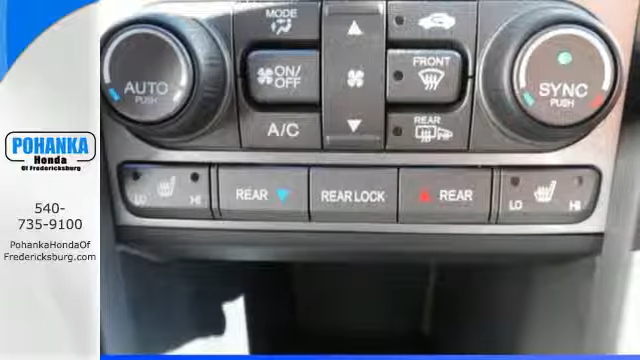 MODE
ON/
OFF
A/C
AUTO
PUSH
FRONT
REAR
SYNC
PUSH
LO
HI
REAR
REAR LOCK
REAR
LO
HI
POHANKA
Honda
Of Fredericksburg
540-
735-9100
PohankaHondaOf
Fredericksburg.com